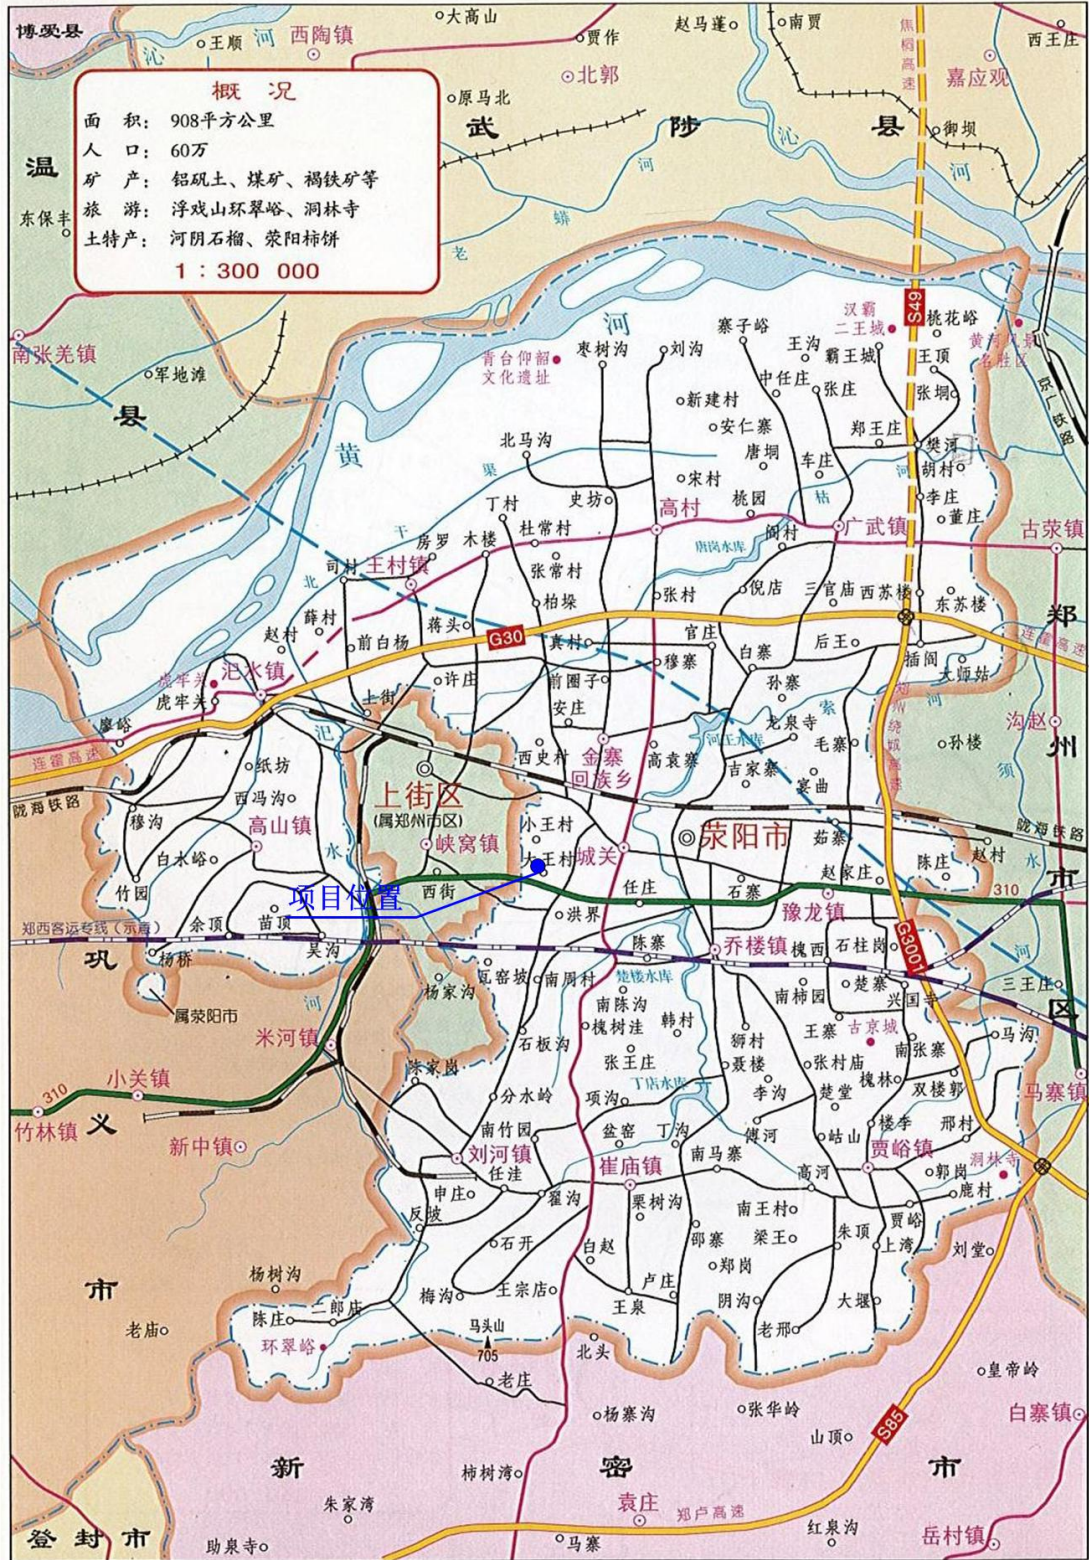 博爱县
沁
王顺
河
西陶镇
大高山
贾作
北郭
赵马蓬
南贾
焦桐高速
西王庄
嘉应观
概 况
面 积： 908平方公里
人 口： 60万
矿 产： 铝矾土、煤矿、褐铁矿等
旅 游： 浮戏山环翠峪、洞林寺
土特产： 河阴石榴、荥阳柿饼
1：300 000
原马北
武 陟 县
御坝
沁
河
温
东保丰
老
蟒
河
南张羌镇
军地滩
县
黄
河
青台仰韶
文化遗址
枣树沟
刘沟
寨子峪
王沟
汉霸
二王城
霸王城
S49
桃花峪
黄河风景
名胜区
王顶
张垌
京广铁路
中任庄
张庄
新建村
安仁寨
郑王庄
樊河
唐垌
车庄
河
胡村
北马沟
渠
宋村
桃园
枯
李庄
董庄
丁村
史坊
高村
广武镇
古荥镇
干
房罗
木楼
杜常村
唐岗水库
阎村
司村
王村镇
北
张常村
柏垛
张村
倪店
三官庙
西苏楼
东苏楼
郑
薛村
赵村
前白杨
蒋头
G30
真村
官庄
后王
插阎
连霍高速
汜水镇
虎牢关
虎牢关
许庄
前圈子
穆寨
白寨
大师姑
廖峪
上街
安庄
孙寨
索
河
郑州绕城高速
沟赵
州
汜
西史村
金寨
回族乡
高袁寨
河王水库
龙泉寺
毛寨
孙楼
须
连霍高速
纸坊
吉家寨
宴曲
陇海铁路
西冯沟
上街区
(属郑州市区)
穆沟
高山镇
小王村
荥阳市
茹寨
陇海铁路
白水峪
水
峡窝镇
大王村
城关
赵村
陈庄
水
市
竹园
项目位置
西街
任庄
石寨
赵家庄
310
郑西客运专线（示意）
余顶
苗顶
洪界
豫龙镇
杨桥
吴沟
陈寨
乔楼镇
槐西
石柱岗
G3001
河
巩
瓦窑坡
杨家沟
南周村
楚楼水库
楚寨
三王庄
属荥阳市
河
南陈沟
南柿园
兴国寺
区
槐树洼
韩村
王寨
古京城
米河镇
石板沟
狮村
马沟
张王庄
聂楼
张村庙
南张寨
陈家岗
丁店水库
槐林
双楼郭
马寨镇
310
小关镇
分水岭
项沟
李沟
楚堂
竹林镇
义
南竹园
盆窑
丁沟
傅河
岵山
楼李
邢村
新中镇
刘河镇
崔庙镇
南马寨
贾峪镇
洞林寺
任洼
高河
郭岗
申庄
翟沟
栗树沟
鹿村
反坡
南王村
贾峪
石开
白赵
邵寨
梁王
朱顶
上湾
刘堂
杨树沟
郑岗
市
梅沟
王宗店
卢庄
陈庄
二郎庙
王泉
阴沟
大堰
老庙
马头山
705
老邢
环翠峪
北头
老庄
皇帝岭
杨寨沟
张华岭
白寨镇
山顶
S85
新 密 市
柿树湾
朱家湾
袁庄
郑卢高速
登封市
助泉寺
马寨
红泉沟
岳村镇